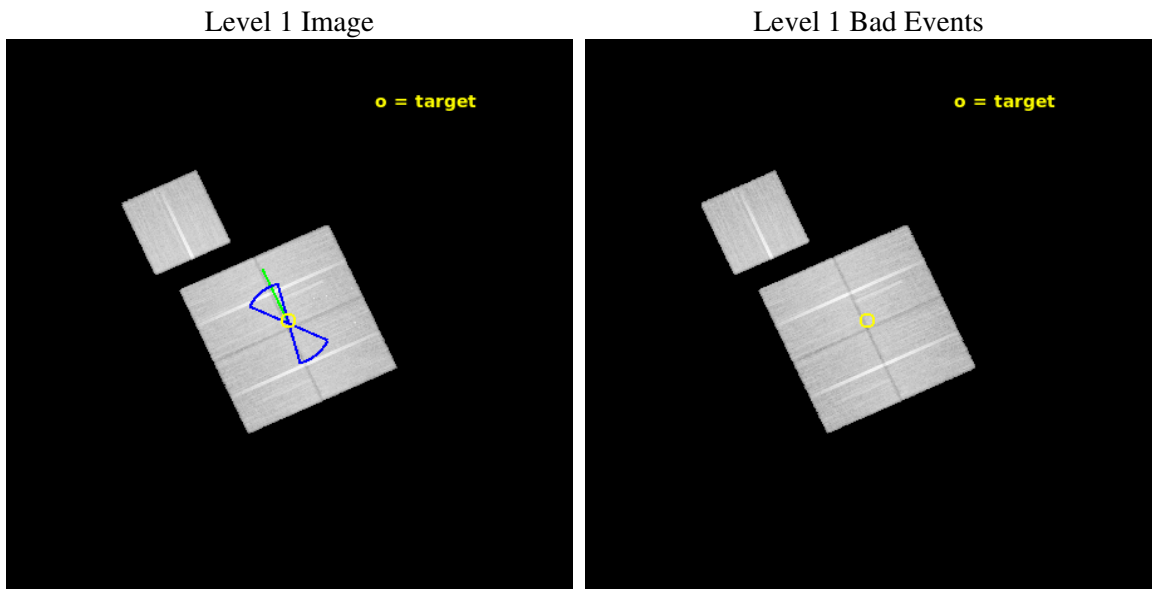 Level 1 Image
Level 1 Bad Events
o = target
o = target